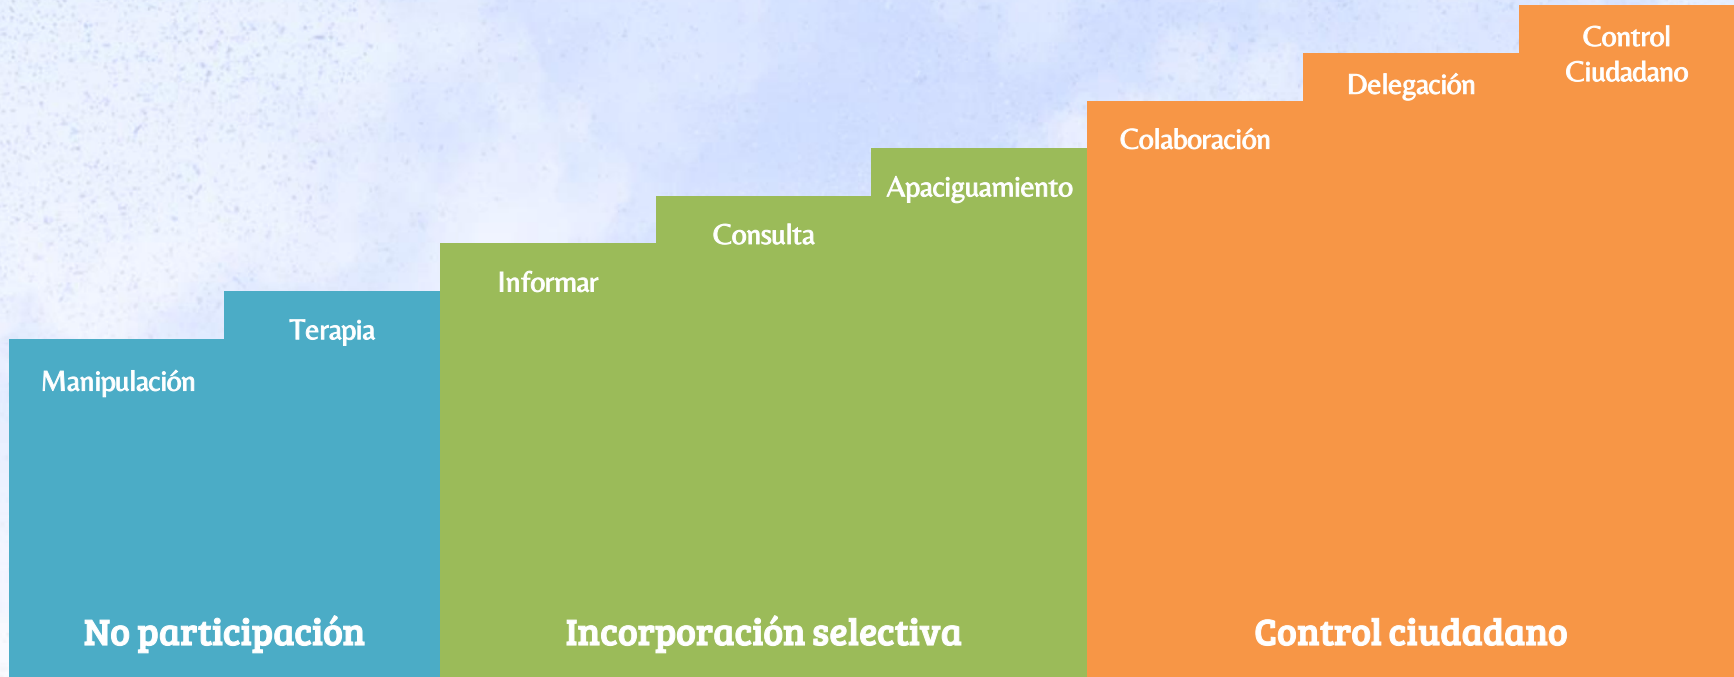 Manipulación
Terapia
Informar
Consulta
Apaciguamiento
Colaboración
Delegación
Control
Ciudadano
No participación
Incorporación selectiva
Control ciudadano